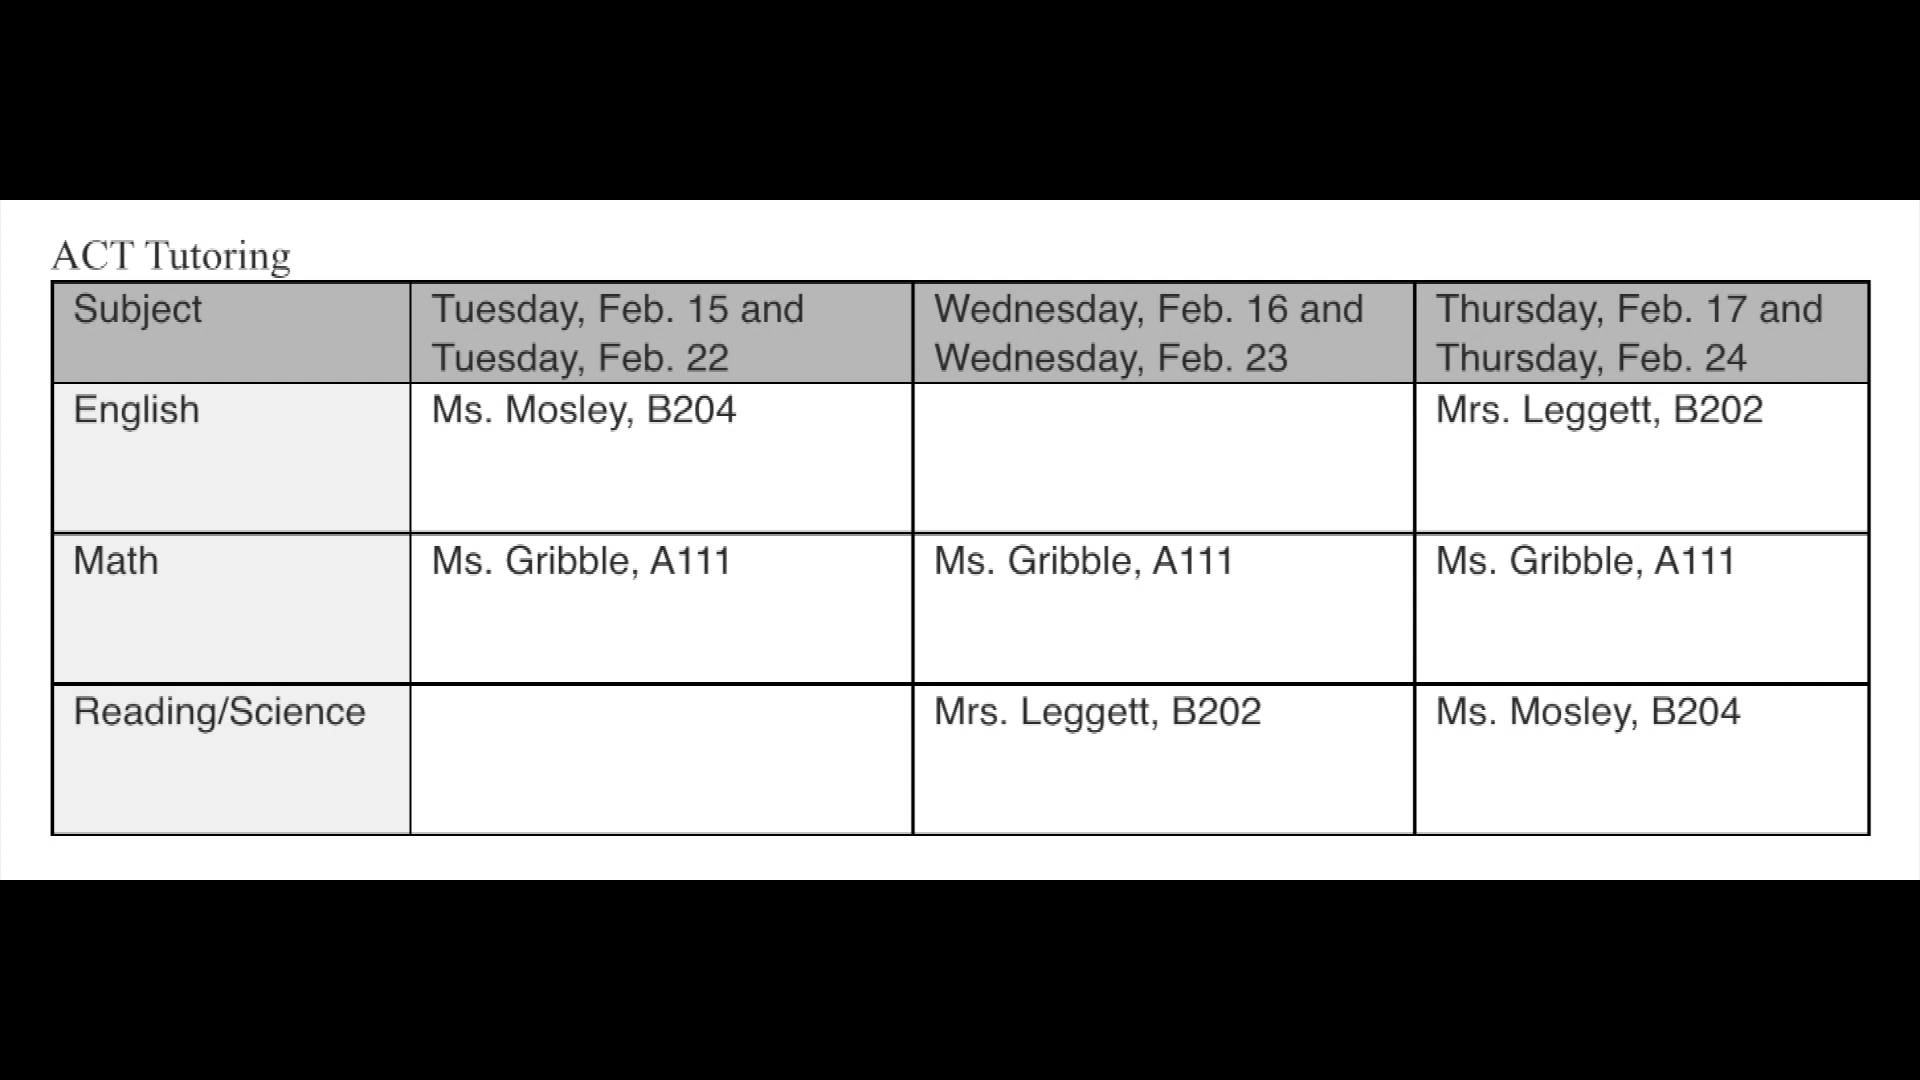 ACT Tutoring
Subject
Tuesday, Feb. 15 and
Tuesday, Feb. 22
Wednesday, Feb. 16 and
Wednesday, Feb. 23
Thursday, Feb. 17 and
Thursday, Feb. 24
English
Ms. Mosley, B204
Mrs. Leggett, B202
Math
Ms. Gribble, A111
Ms. Gribble, A111
Ms. Gribble, A111
Reading/Science
Mrs. Leggett, B202
Ms. Mosley, B204